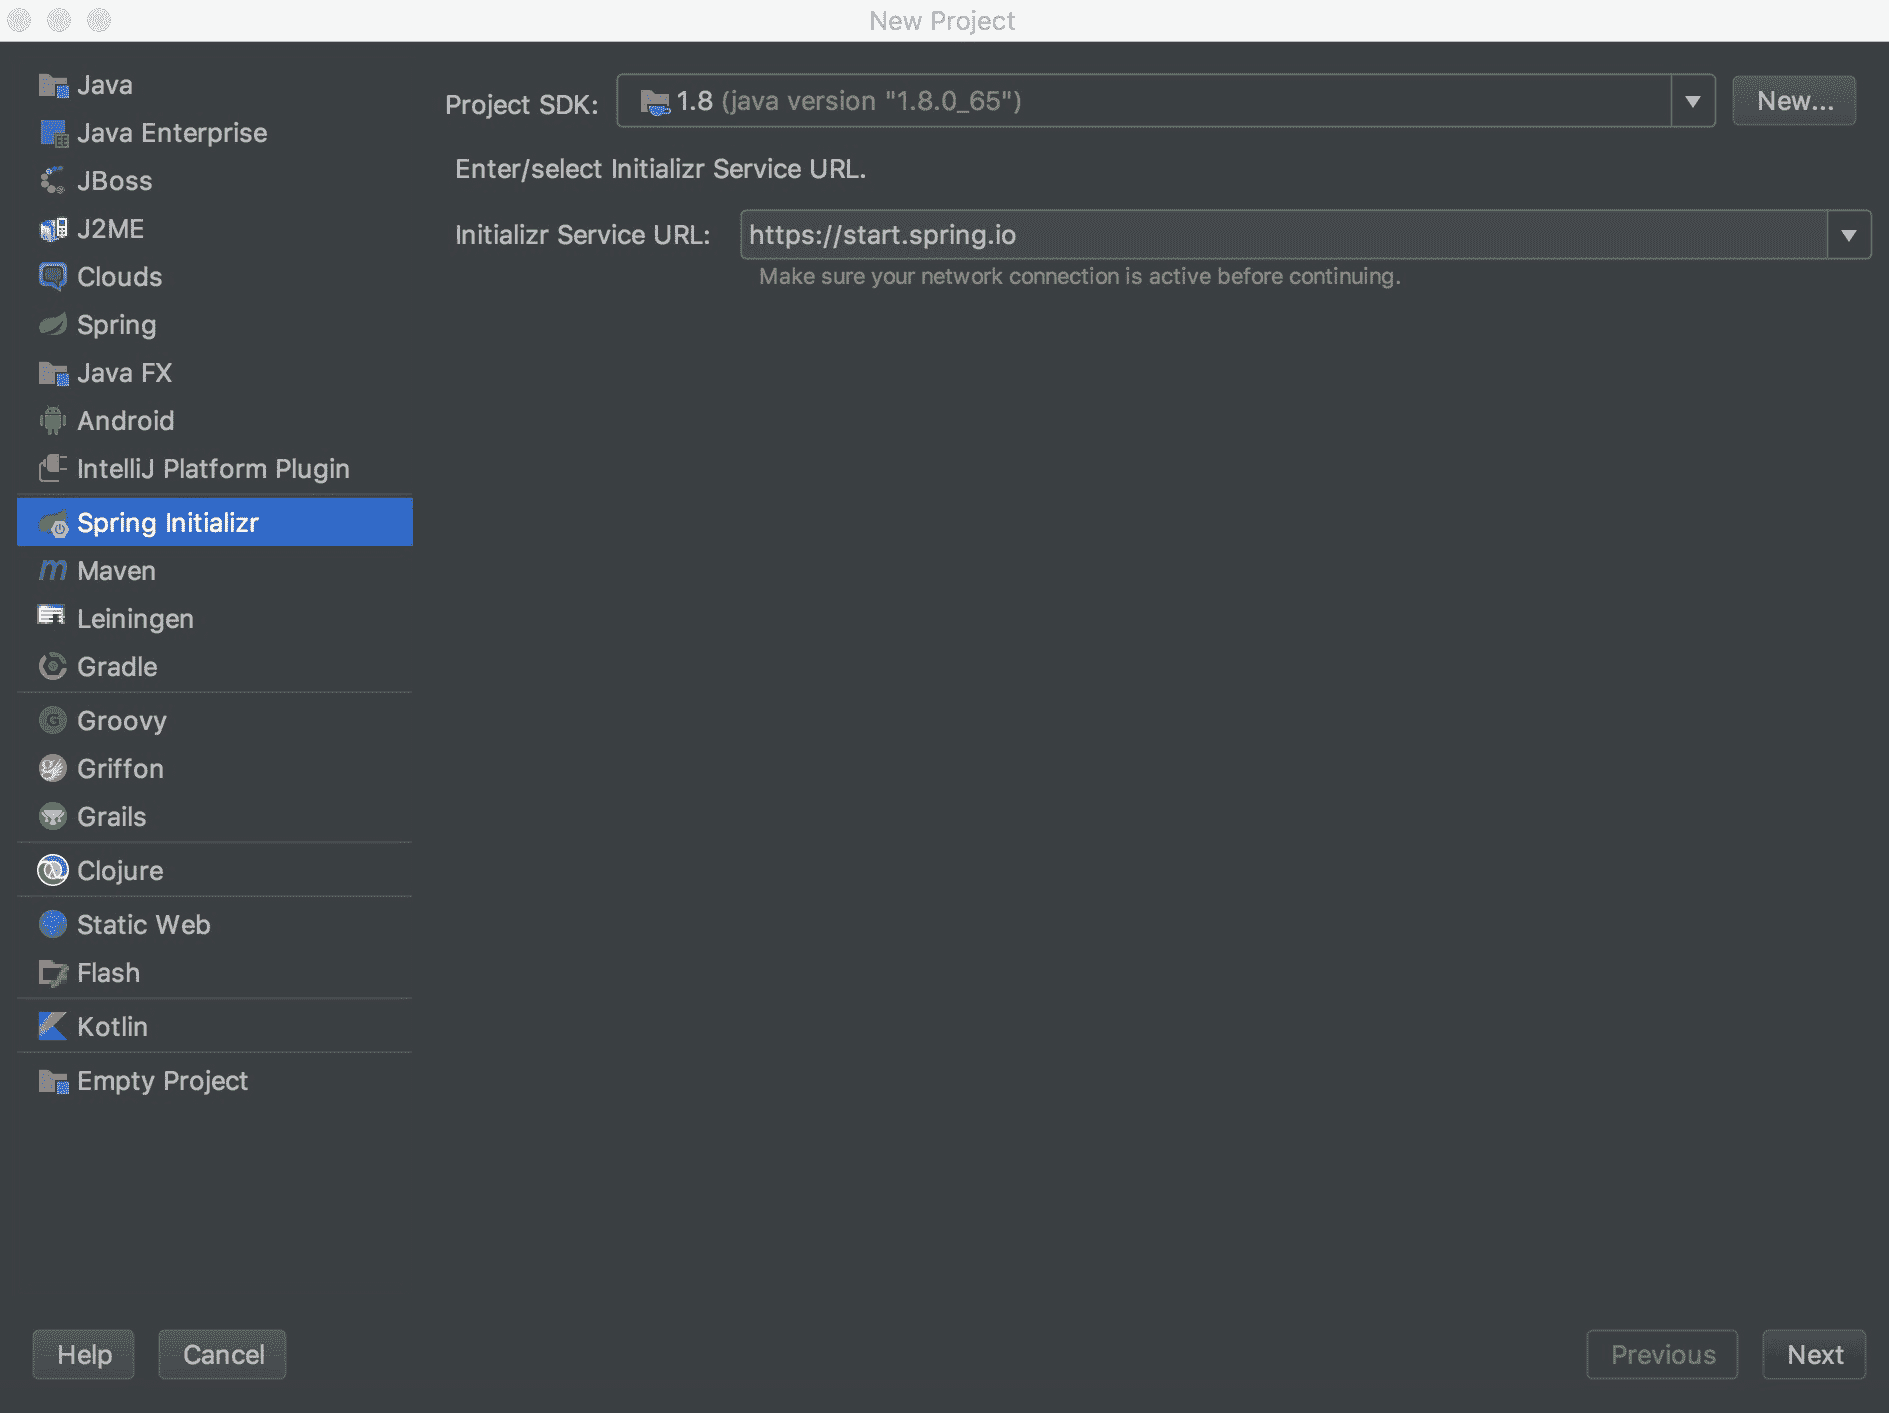 New Project
Java
Java Enterprise
JBoss
J2ME
Clouds
Spring
Java FX
Android
IntelliJ Platform Plugin
Spring Initializr
Maven
Leiningen
Gradle
Groovy
Griffon
Grails
Clojure
Static Web
Flash
Kotlin
Empty Project
Project SDK: 1.8 (java version "1.8.0_65") New...
Enter/select Initializr Service URL.
Initializr Service URL: https://start.spring.io
Make sure your network connection is active before continuing.
Help Cancel Previous Next